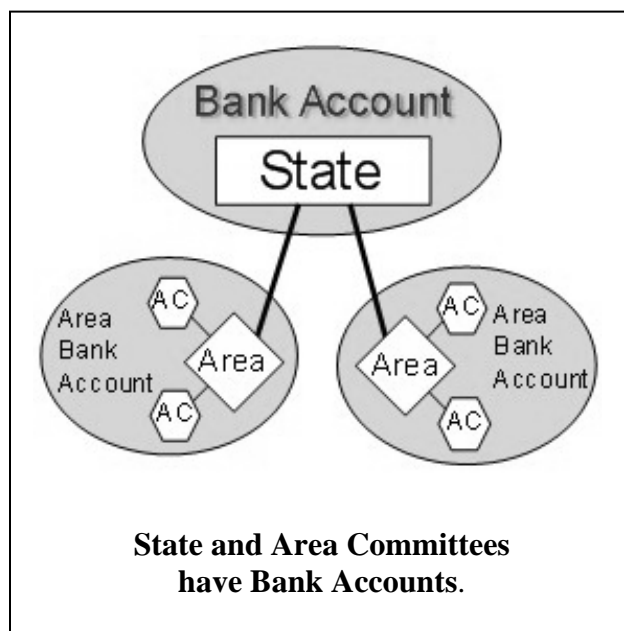 Bank Account
State
AC
Area
Bank
Account
Area
AC
AC
Area
Bank
Account
Area
AC
State and Area Committees
have Bank Accounts.